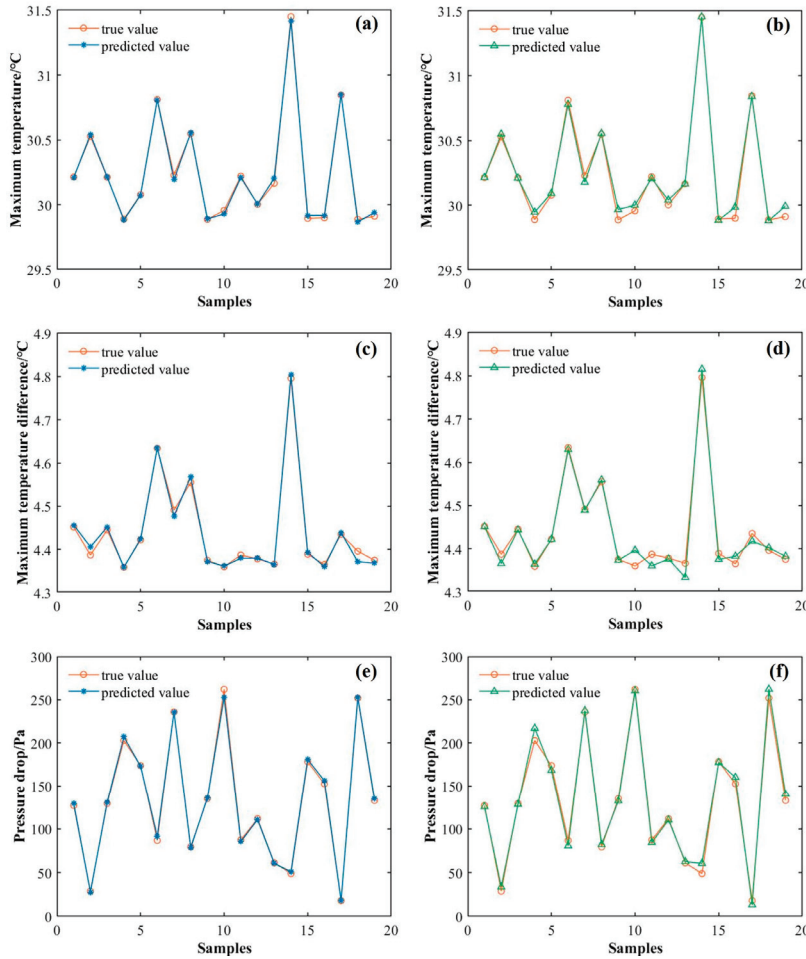 (a)
true value
predicted value
Maximum temperature/°C
31.5
31
30.5
30
29.5
0 5 10 15 20
Samples
(b)
true value
predicted value
Maximum temperature/°C
31.5
31
30.5
30
29.5
0 5 10 15 20
Samples
(c)
true value
predicted value
Maximum temperature difference/°C
4.9
4.8
4.7
4.6
4.5
4.4
4.3
0 5 10 15 20
Samples
(d)
true value
predicted value
Maximum temperature difference/°C
4.9
4.8
4.7
4.6
4.5
4.4
4.3
0 5 10 15 20
Samples
(e)
true value
predicted value
Pressure drop/Pa
300
250
200
150
100
50
0
0 5 10 15 20
Samples
(f)
true value
predicted value
Pressure drop/Pa
300
250
200
150
100
50
0
0 5 10 15 20
Samples